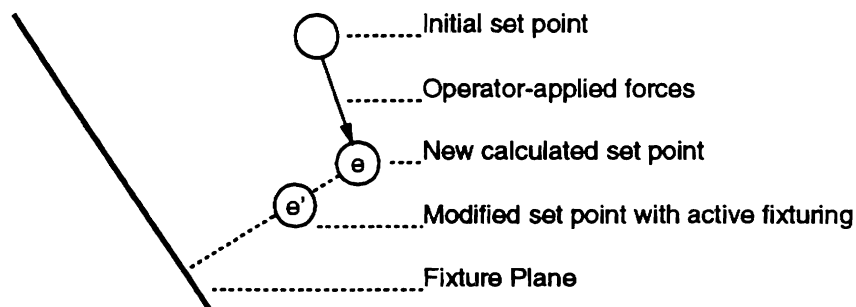 Initial set point
Operator-applied forces
New calculated set point
e
e'
Modified set point with active fixturing
Fixture Plane